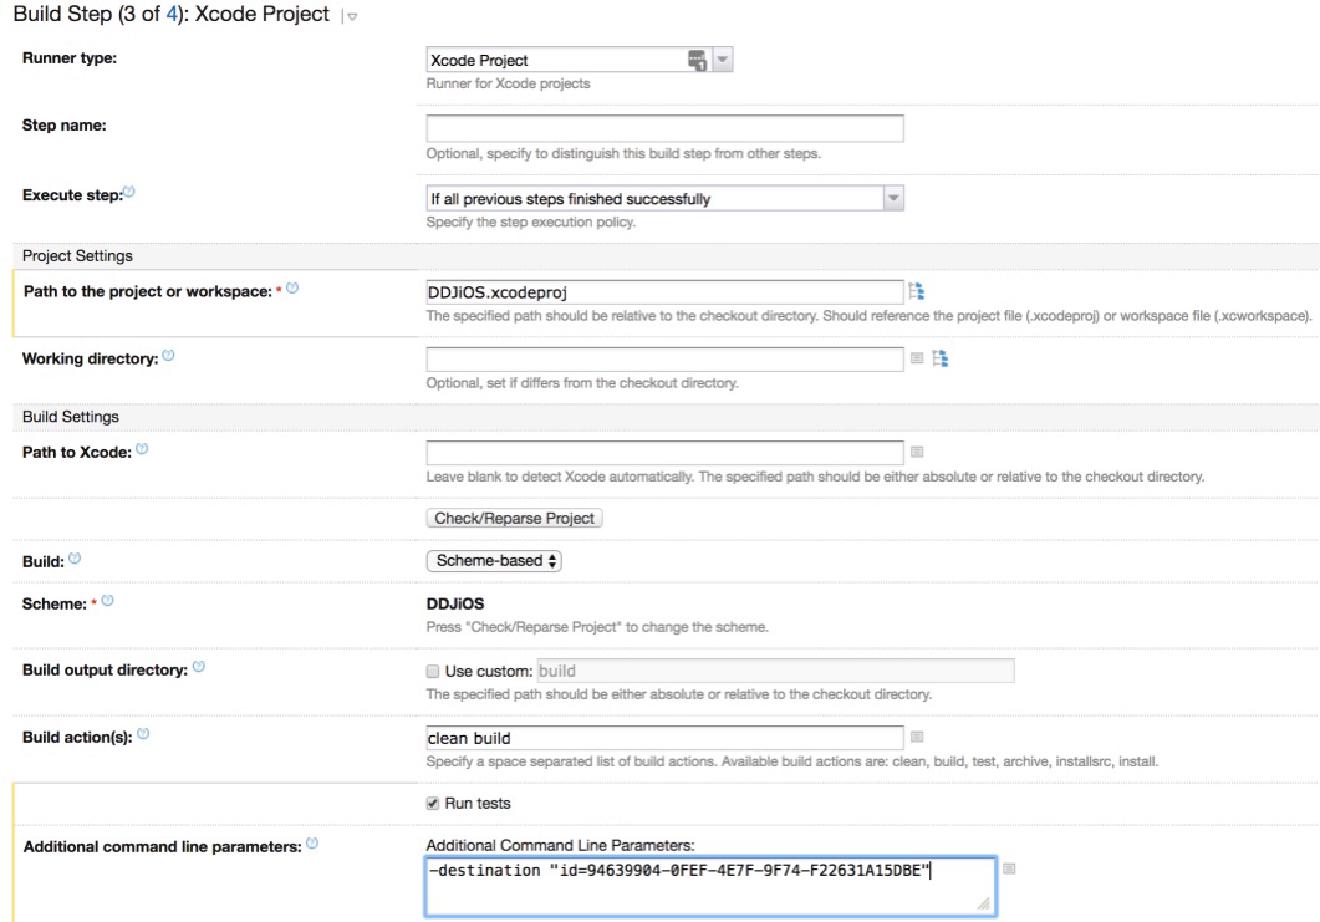 Build Step (3 of 4): Xcode Project
Runner type:
Xcode Project
Runner for Xcode projects
Step name:
Optional, specify to distinguish this build step from other steps.
Execute step:
If all previous steps finished successfully
Specify the step execution policy.
Project Settings
Path to the project or workspace: *
DDJiOS.xcodeproj
The specified path should be relative to the checkout directory. Should reference the project file (.xcodeproj) or workspace file (.xcworkspace).
Working directory:
Optional, set if differs from the checkout directory.
Build Settings
Path to Xcode:
Leave blank to detect Xcode automatically. The specified path should be either absolute or relative to the checkout directory.
Check/Reparse Project
Build:
Scheme-based
Scheme: *
DDJiOS
Press "Check/Reparse Project" to change the scheme.
Build output directory:
Use custom: build
The specified path should be either absolute or relative to the checkout directory.
Build action(s):
clean build
Specify a space separated list of build actions. Available build actions are: clean, build, test, archive, installsrc, install.
Run tests
Additional command line parameters:
Additional Command Line Parameters:
-destination "id=94639904-0FEF-4E7F-9F74-F22631A15DBE"